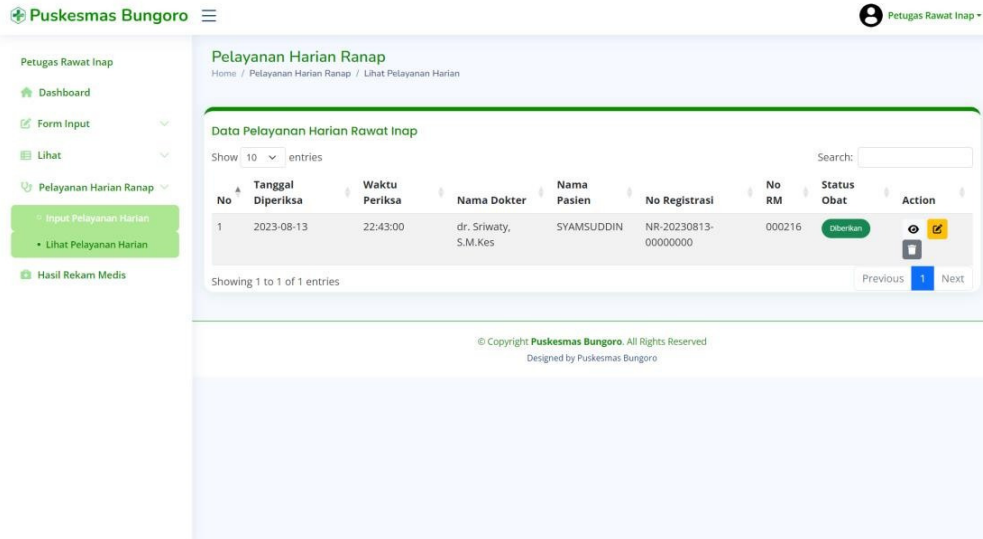 Puskesmas Bungoro
Petugas Rawat Inap
Petugas Rawat Inap
Dashboard
Form Input
Lihat
Pelayanan Harian Ranap
Input Pelayanan Harian
Lihat Pelayanan Harian
Hasil Rekam Medis
Pelayanan Harian Ranap
Home / Pelayanan Harian Ranap / Lihat Pelayanan Harian
Data Pelayanan Harian Rawat Inap
Show 10 entries
Search:
No
Tanggal Diperiksa
Waktu Periksa
Nama Dokter
Nama Pasien
No Registrasi
No RM
Status Obat
Action
1
2023-08-13
22:43:00
dr. Sriwaty, S.M.Kes
SYAMSUDDIN
NR-20230813-00000000
000216
Diberikan
Showing 1 to 1 of 1 entries
Previous 1 Next
© Copyright Puskesmas Bungoro. All Rights Reserved
Designed by Puskesmas Bungoro